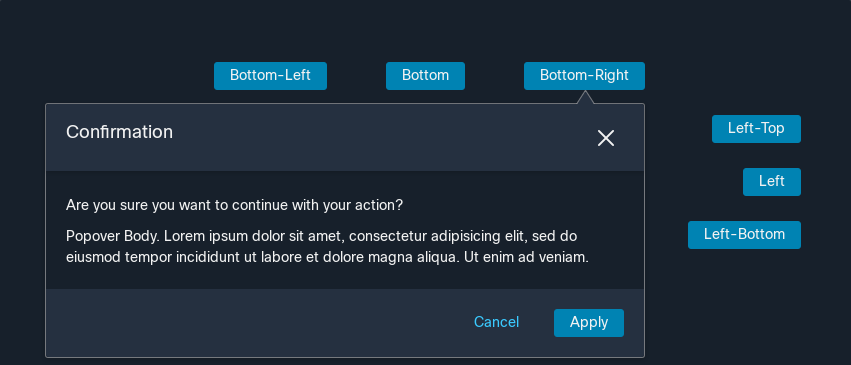 Bottom-Left
Bottom
Bottom-Right
Confirmation
Left-Top
Left
Left-Bottom
Are you sure you want to continue with your action?
Popover Body. Lorem ipsum dolor sit amet, consectetur adipisicing elit, sed do
eiusmod tempor incididunt ut labore et dolore magna aliqua. Ut enim ad veniam.
Cancel
Apply